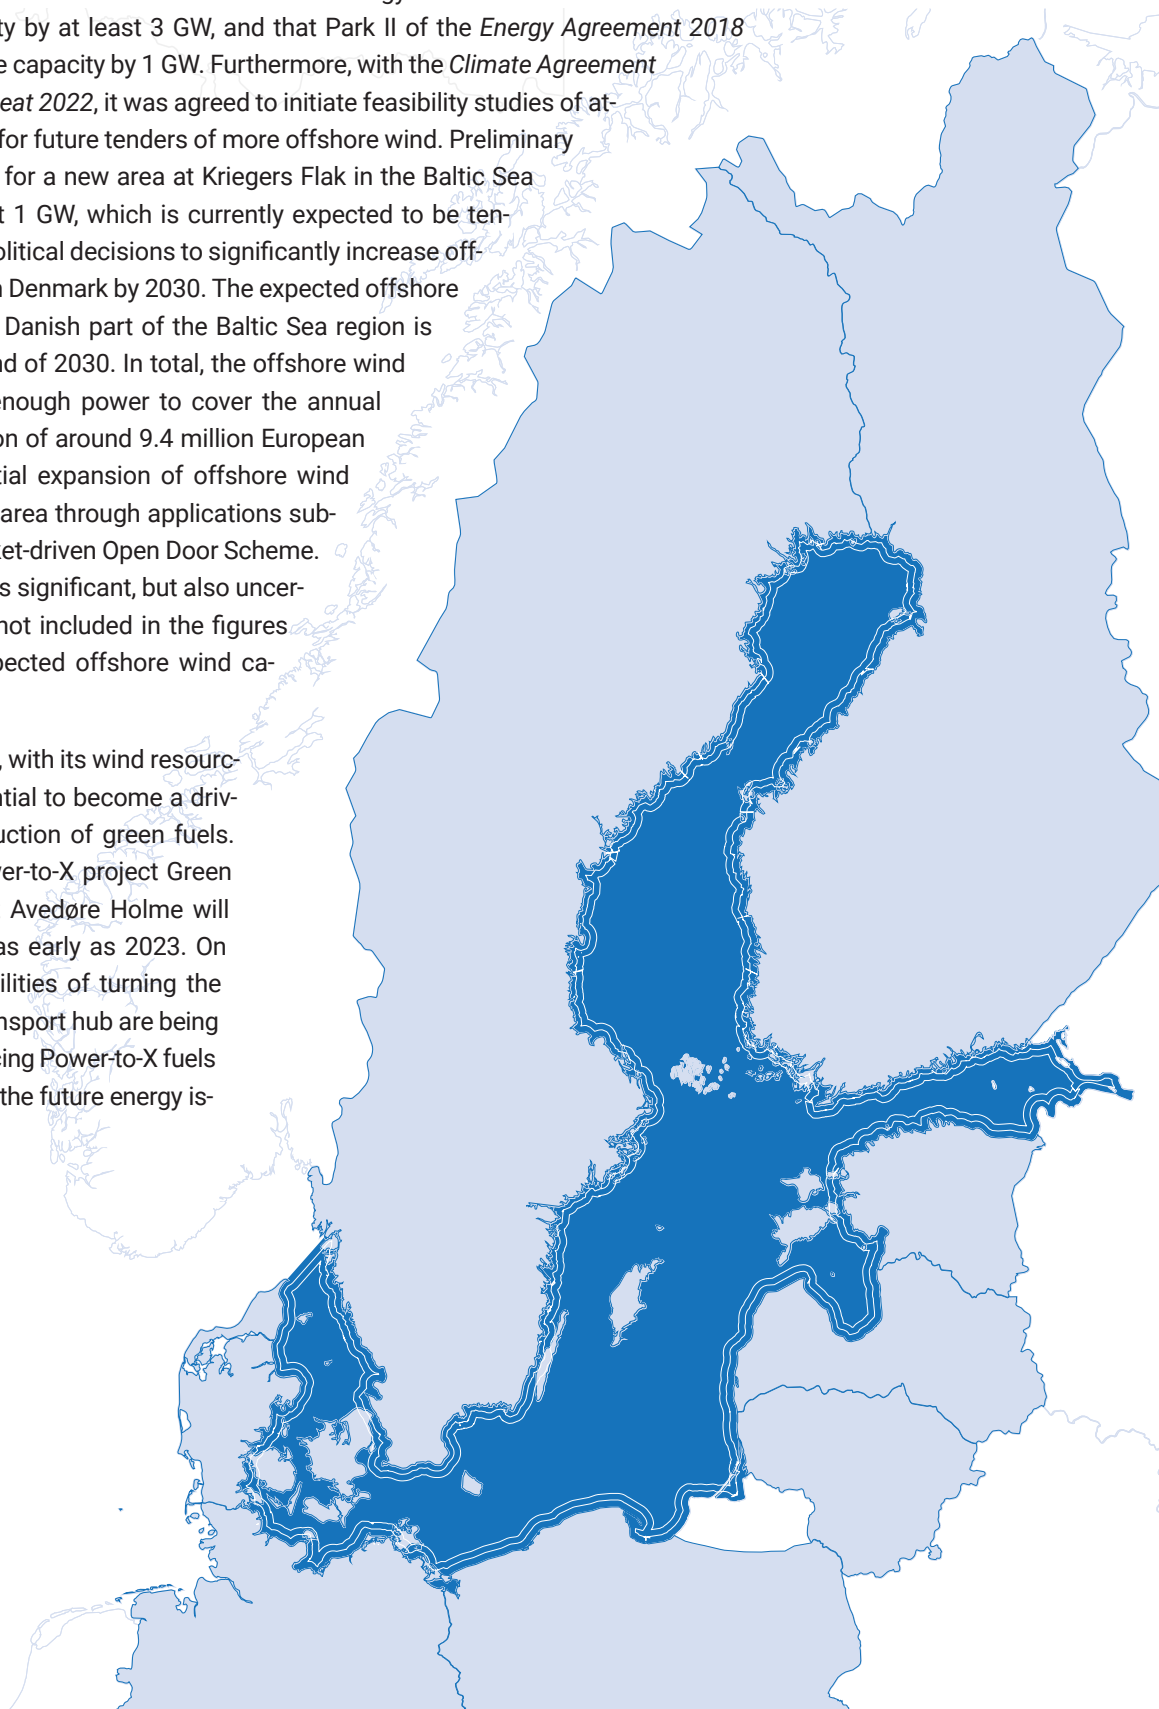 ty by at least 3 GW, and that Park II of the Energy Agreement 2018
e capacity by 1 GW. Furthermore, with the Climate Agreement
eat 2022, it was agreed to initiate feasibility studies of at-
for future tenders of more offshore wind. Preliminary
for a new area at Kriegers Flak in the Baltic Sea
t 1 GW, which is currently expected to be ten-
olitical decisions to significantly increase off-
n Denmark by 2030. The expected offshore
Danish part of the Baltic Sea region is
nd of 2030. In total, the offshore wind
enough power to cover the annual
on of around 9.4 million European
tial expansion of offshore wind
area through applications sub-
ket-driven Open Door Scheme.
s significant, but also uncer-
not included in the figures
pected offshore wind ca-
, with its wind resourc-
ntial to become a driv-
uction of green fuels.
er-to-X project Green
Avedøre Holme will
as early as 2023. On
ilities of turning the
nsport hub are being
cing Power-to-X fuels
the future energy is-